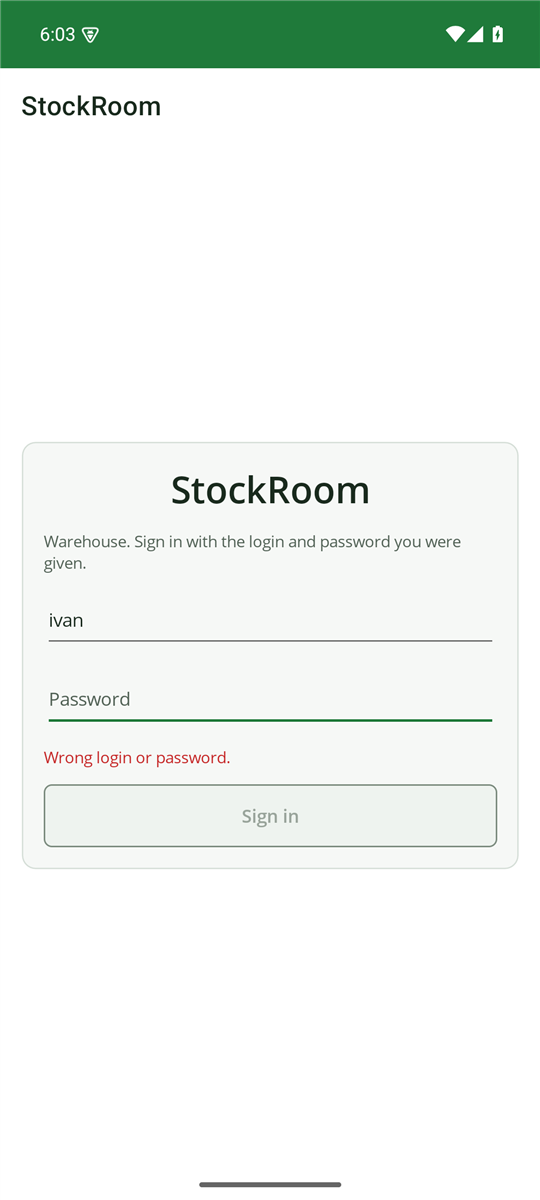 6:03
StockRoom
StockRoom
Warehouse. Sign in with the login and password you were
given.
ivan
Password
Wrong login or password.
Sign in